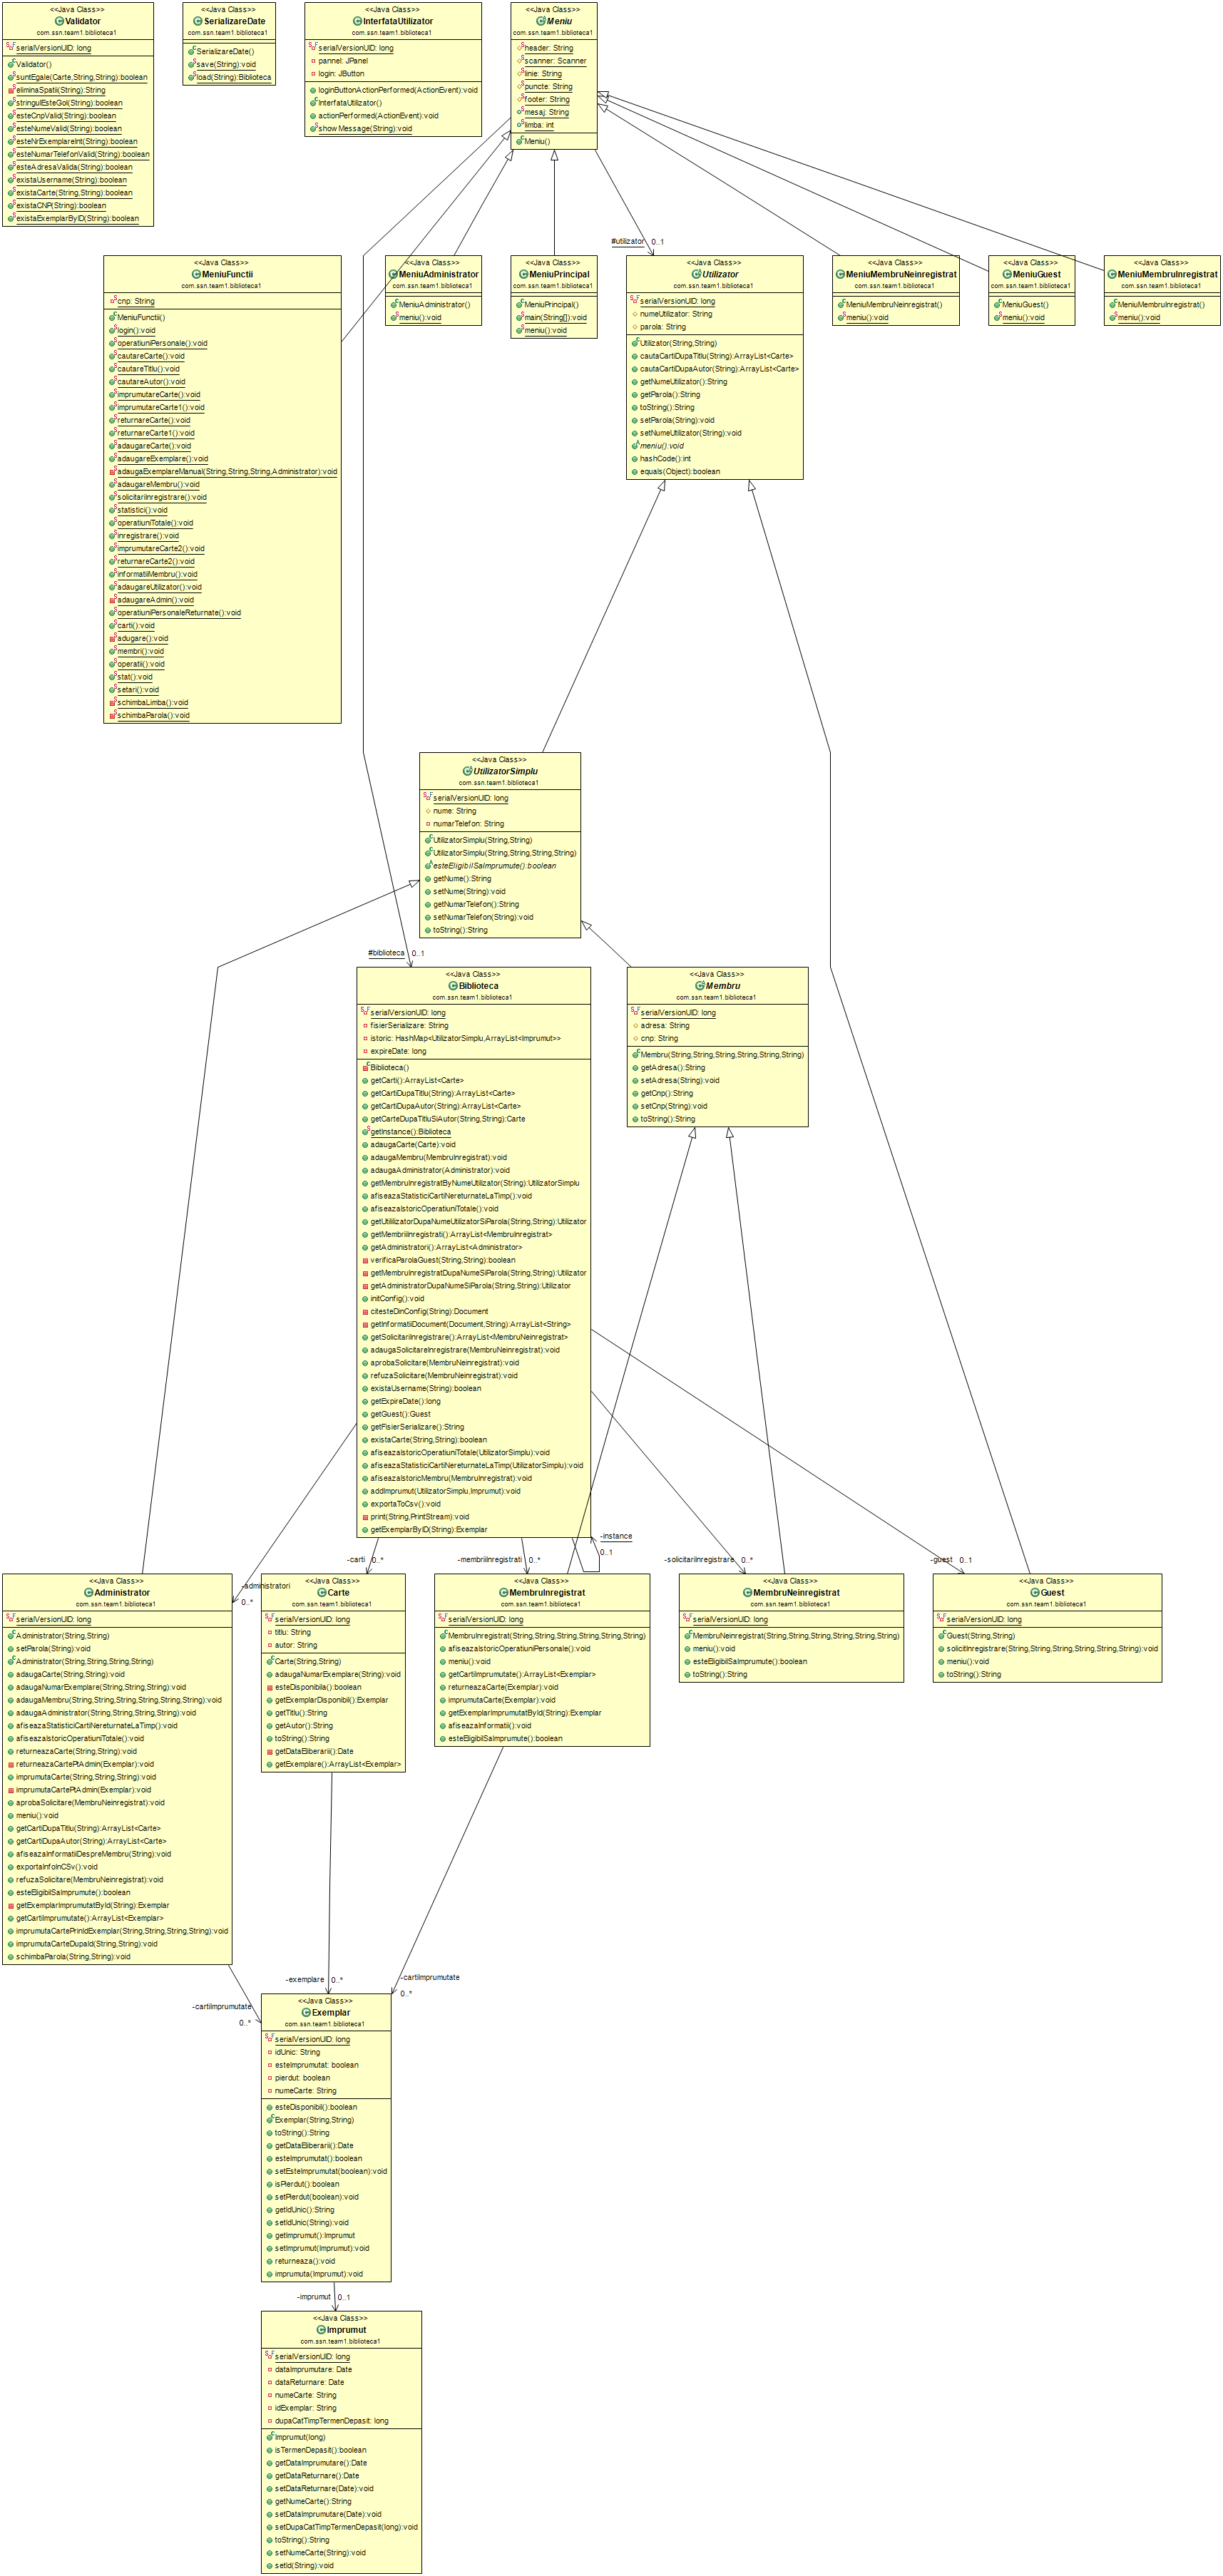 <<Java Class>>
Validator
com.ssn.team1.biblioteca1
serialVersionUID: long
Validator()
suntEgale(Carte,String,String):boolean
eliminaSpatii(String):String
stringulEsteGol(String):boolean
esteCnpValid(String):boolean
esteNumeValid(String):boolean
esteNrExemplareInt(String):boolean
esteNumarTelefonValid(String):boolean
esteAdresaValida(String):boolean
existaUsername(String):boolean
existaCarte(String,String):boolean
existaCNP(String):boolean
existaExemplarByID(String):boolean
<<Java Class>>
SerializareDate
com.ssn.team1.biblioteca1
SerializareDate()
save(String):void
load(String):Biblioteca
<<Java Class>>
InterfataUtilizator
com.ssn.team1.biblioteca1
serialVersionUID: long
pannel: JPanel
login: JButton
loginButtonActionPerformed(ActionEvent):void
InterfataUtilizator()
actionPerformed(ActionEvent):void
showMessage(String):void
<<Java Class>>
Meniu
com.ssn.team1.biblioteca1
header: String
scanner: Scanner
linie: String
puncte: String
footer: String
mesaj: String
limba: int
Meniu()
#utilizator 0..1
<<Java Class>>
MeniuFunctii
com.ssn.team1.biblioteca1
cnp: String
MeniuFunctii()
login():void
operatiuniPersonale():void
cautareCarte():void
cautareTitlu():void
cautareAutor():void
imprumutareCarte():void
imprumutareCarte1():void
returnareCarte():void
returnareCarte1():void
adaugareCarte():void
adaugareExemplare():void
adaugaExemplareManual(String,String,String,Administrator):void
adaugareMembru():void
solicitariInregistrare():void
statistici():void
operatiuniTotale():void
inregistrare():void
imprumutareCarte2():void
returnareCarte2():void
informatiiMembru():void
adaugareUtilizator():void
adaugareAdmin():void
operatiuniPersonaleReturnate():void
carti():void
adugare():void
membri():void
operatii():void
stat():void
setari():void
schimbaLimba():void
schimbaParola():void
<<Java Class>>
MeniuAdministrator
com.ssn.team1.biblioteca1
MeniuAdministrator()
meniu():void
<<Java Class>>
MeniuPrincipal
com.ssn.team1.biblioteca1
MeniuPrincipal()
main(String[]):void
meniu():void
<<Java Class>>
Utilizator
com.ssn.team1.biblioteca1
serialVersionUID: long
numeUtilizator: String
parola: String
Utilizator(String,String)
cautaCartiDupaTitlu(String):ArrayList<Carte>
cautaCartiDupaAutor(String):ArrayList<Carte>
getNumeUtilizator():String
getParola():String
toString():String
setParola(String):void
setNumeUtilizator(String):void
meniu():void
hashCode():int
equals(Object):boolean
<<Java Class>>
MeniuMembruNeinregistrat
com.ssn.team1.biblioteca1
MeniuMembruNeinregistrat()
meniu():void
<<Java Class>>
MeniuGuest
com.ssn.team1.biblioteca1
MeniuGuest()
meniu():void
<<Java Class>>
MeniuMembruInregistrat
com.ssn.team1.biblioteca1
MeniuMembruInregistrat()
meniu():void
<<Java Class>>
UtilizatorSimplu
com.ssn.team1.biblioteca1
serialVersionUID: long
nume: String
numarTelefon: String
UtilizatorSimplu(String,String)
UtilizatorSimplu(String,String,String,String)
esteEligibilSaImprumute():boolean
getNume():String
setNume(String):void
getNumarTelefon():String
setNumarTelefon(String):void
toString():String
#biblioteca 0..1
<<Java Class>>
Biblioteca
com.ssn.team1.biblioteca1
serialVersionUID: long
fisierSerializare: String
istoric: HashMap<UtilizatorSimplu,ArrayList<Imprumut>>
expireDate: long
Biblioteca()
getCarti():ArrayList<Carte>
getCartiDupaTitlu(String):ArrayList<Carte>
getCartiDupaAutor(String):ArrayList<Carte>
getCarteDupaTitluSiAutor(String,String):Carte
getInstance():Biblioteca
adaugaCarte(Carte):void
adaugaMembru(MembruInregistrat):void
adaugaAdministrator(Administrator):void
getMembruInregistratByNumeUtilizator(String):UtilizatorSimplu
afiseazaStatisticiCartiNereturnateLaTimp():void
afiseazaIstoricOperatiuniTotale():void
getUtililizatorDupaNumeUtilizatorSiParola(String,String):Utilizator
getMembriiInregistrati():ArrayList<MembruInregistrat>
getAdministratori():ArrayList<Administrator>
verificaParolaGuest(String,String):boolean
getMembruInregistratDupaNumeSiParola(String,String):Utilizator
getAdministratorDupaNumeSiParola(String,String):Utilizator
initConfig():void
citesteDinConfig(String):Document
getInformatiiDocument(Document,String):ArrayList<String>
getSolicitariInregistrare():ArrayList<MembruNeinregistrat>
adaugaSolicitareInregistrare(MembruNeinregistrat):void
aprobaSolicitare(MembruNeinregistrat):void
refuzaSolicitare(MembruNeinregistrat):void
existaUsername(String):boolean
getExpireDate():long
getGuest():Guest
getFisierSerializare():String
existaCarte(String,String):boolean
afiseazaIstoricOperatiuniTotale(UtilizatorSimplu):void
afiseazaStatisticiCartiNereturnateLaTimp(UtilizatorSimplu):void
afiseazaIstoricMembru(MembruInregistrat):void
addImprumut(UtilizatorSimplu,Imprumut):void
exportaToCsv():void
print(String,PrintStream):void
getExemplarByID(String):Exemplar
<<Java Class>>
Membru
com.ssn.team1.biblioteca1
serialVersionUID: long
adresa: String
cnp: String
Membru(String,String,String,String,String,String)
getAdresa():String
setAdresa(String):void
getCnp():String
setCnp(String):void
toString():String
-instance
0..1
-carti 0..*
-membriiInregistrati 0..*
-solicitariInregistrare 0..*
-guest 0..1
-administratori
0..*
<<Java Class>>
Administrator
com.ssn.team1.biblioteca1
serialVersionUID: long
Administrator(String,String)
setParola(String):void
Administrator(String,String,String,String)
adaugaCarte(String,String):void
adaugaNumarExemplare(String,String,String):void
adaugaMembru(String,String,String,String,String,String):void
adaugaAdministrator(String,String,String,String):void
afiseazaStatisticiCartiNereturnateLaTimp():void
afiseazaIstoricOperatiuniTotale():void
returneazaCarte(String,String):void
returneazaCartePtAdmin(Exemplar):void
imprumutaCarte(String,String,String):void
imprumutaCartePtAdmin(Exemplar):void
aprobaSolicitare(MembruNeinregistrat):void
meniu():void
getCartiDupaTitlu(String):ArrayList<Carte>
getCartiDupaAutor(String):ArrayList<Carte>
afiseazaInformatiiDespreMembru(String):void
exportaInfoInCSv():void
refuzaSolicitare(MembruNeinregistrat):void
esteEligibilSaImprumute():boolean
getExemplarImprumutatById(String):Exemplar
getCartiImprumutate():ArrayList<Exemplar>
imprumutaCartePrinIdExemplar(String,String,String,String):void
imprumutaCarteDupaId(String,String):void
schimbaParola(String,String):void
<<Java Class>>
Carte
com.ssn.team1.biblioteca1
serialVersionUID: long
titlu: String
autor: String
Carte(String,String)
adaugaNumarExemplare(String):void
esteDisponibila():boolean
getExemplarDisponibil():Exemplar
getTitlu():String
getAutor():String
toString():String
getDataEliberarii():Date
getExemplare():ArrayList<Exemplar>
<<Java Class>>
MembruInregistrat
com.ssn.team1.biblioteca1
serialVersionUID: long
MembruInregistrat(String,String,String,String,String,String)
afiseazaIstoricOperatiuniPersonale():void
meniu():void
getCartiImprumutate():ArrayList<Exemplar>
returneazaCarte(Exemplar):void
imprumutaCarte(Exemplar):void
getExemplarImprumutatById(String):Exemplar
afiseazaInformatii():void
esteEligibilSaImprumute():boolean
<<Java Class>>
MembruNeinregistrat
com.ssn.team1.biblioteca1
serialVersionUID: long
MembruNeinregistrat(String,String,String,String,String,String)
meniu():void
esteEligibilSaImprumute():boolean
toString():String
<<Java Class>>
Guest
com.ssn.team1.biblioteca1
serialVersionUID: long
Guest(String,String)
solicitInregistrare(String,String,String,String,String,String):void
meniu():void
toString():String
-cartiImprumutate
0..*
-exemplare 0..*
-cartiImprumutate
0..*
<<Java Class>>
Exemplar
com.ssn.team1.biblioteca1
serialVersionUID: long
idUnic: String
esteImprumutat: boolean
pierdut: boolean
numeCarte: String
esteDisponibil():boolean
Exemplar(String,String)
toString():String
getDataEliberarii():Date
esteImprumutat():boolean
setEsteImprumutat(boolean):void
isPierdut():boolean
setPierdut(boolean):void
getIdUnic():String
setIdUnic(String):void
getImprumut():Imprumut
setImprumut(Imprumut):void
returneaza():void
imprumuta(Imprumut):void
-imprumut 0..1
<<Java Class>>
Imprumut
com.ssn.team1.biblioteca1
serialVersionUID: long
dataImprumutare: Date
dataReturnare: Date
numeCarte: String
idExemplar: String
dupaCatTimpTermenDepasit: long
Imprumut(long)
isTermenDepasit():boolean
getDataImprumutare():Date
getDataReturnare():Date
setDataReturnare(Date):void
getNumeCarte():String
setDataImprumutare(Date):void
setDupaCatTimpTermenDepasit(long):void
toString():String
setNumeCarte(String):void
setId(String):void